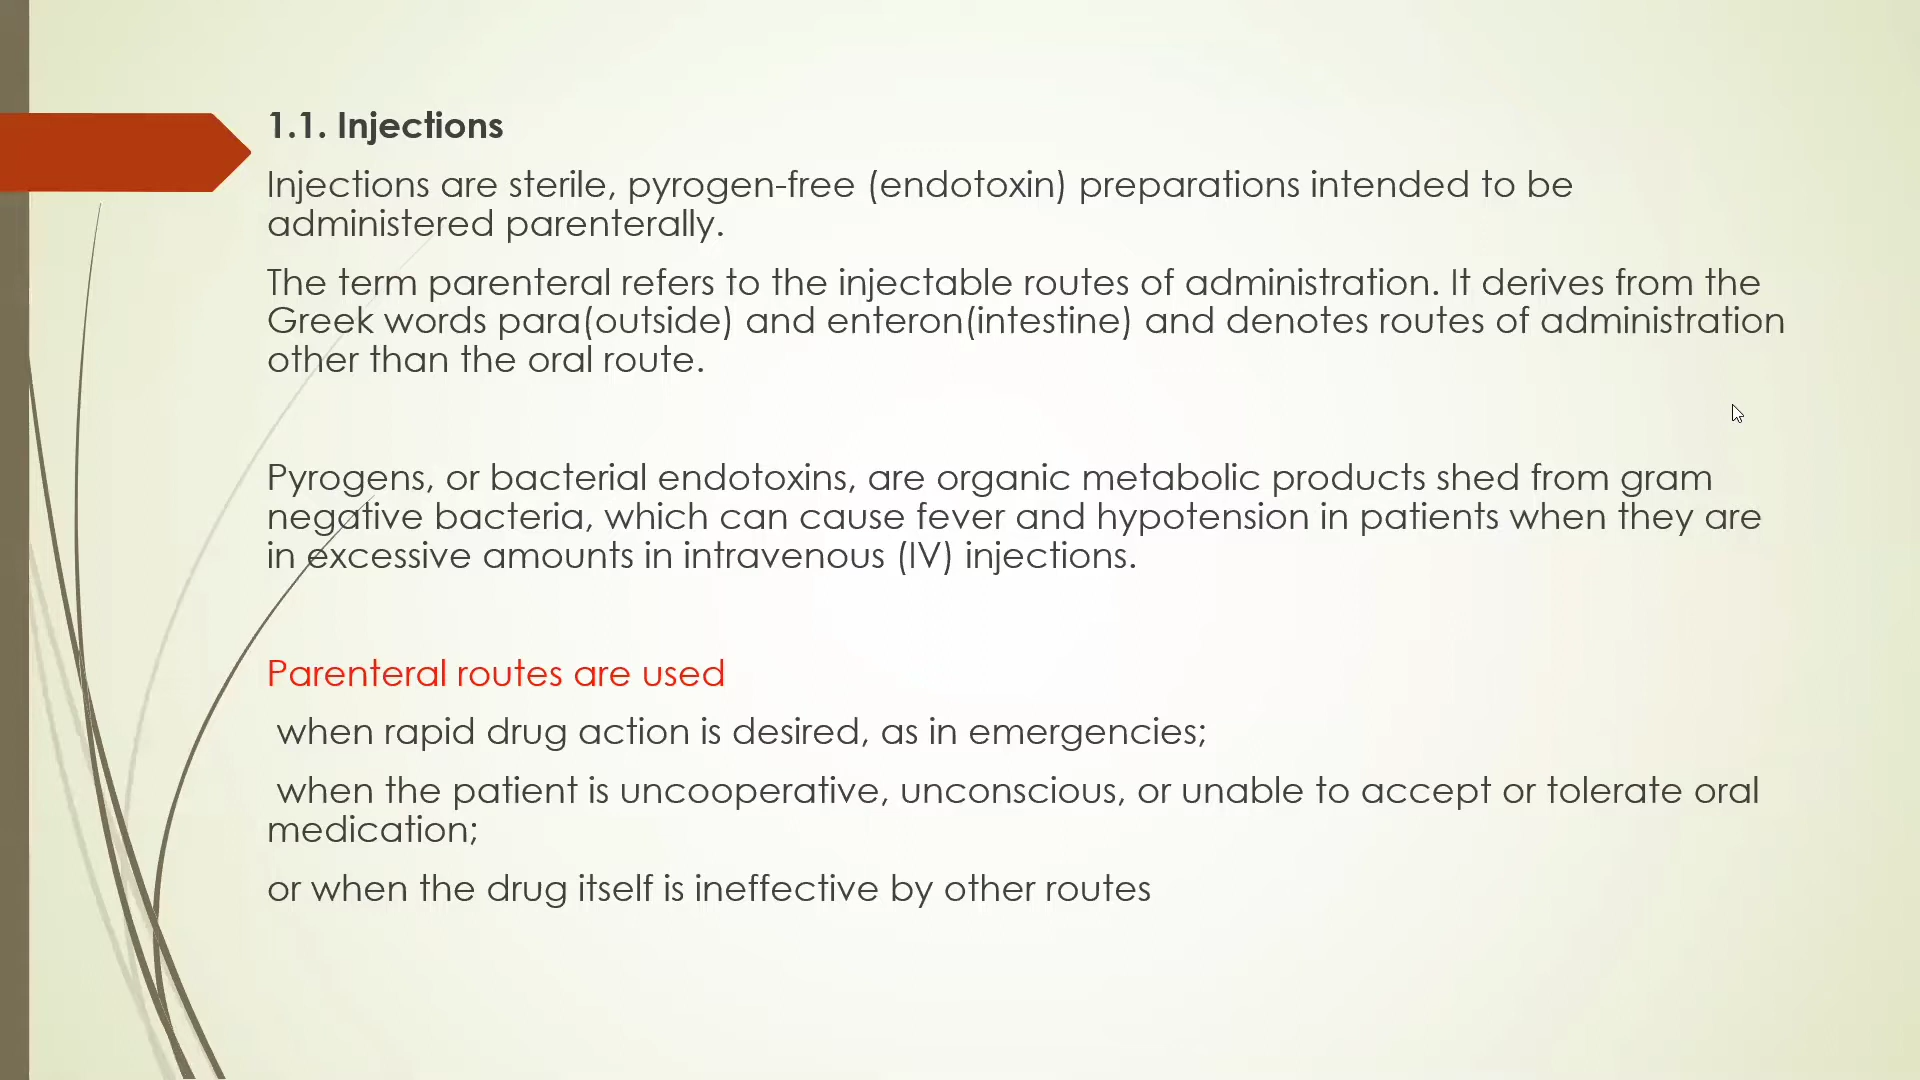 1.1. Injections
Injections are sterile, pyrogen-free (endotoxin) preparations intended to be
administered parenterally.
The term parenteral refers to the injectable routes of administration. It derives from the
Greek words para(outside) and enteron(intestine) and denotes routes of administration
other than the oral route.
Pyrogens, or bacterial endotoxins, are organic metabolic products shed from gram
negative bacteria, which can cause fever and hypotension in patients when they are
in excessive amounts in intravenous (IV) injections.
Parenteral routes are used
when rapid drug action is desired, as in emergencies;
when the patient is uncooperative, unconscious, or unable to accept or tolerate oral
medication;
or when the drug itself is ineffective by other routes